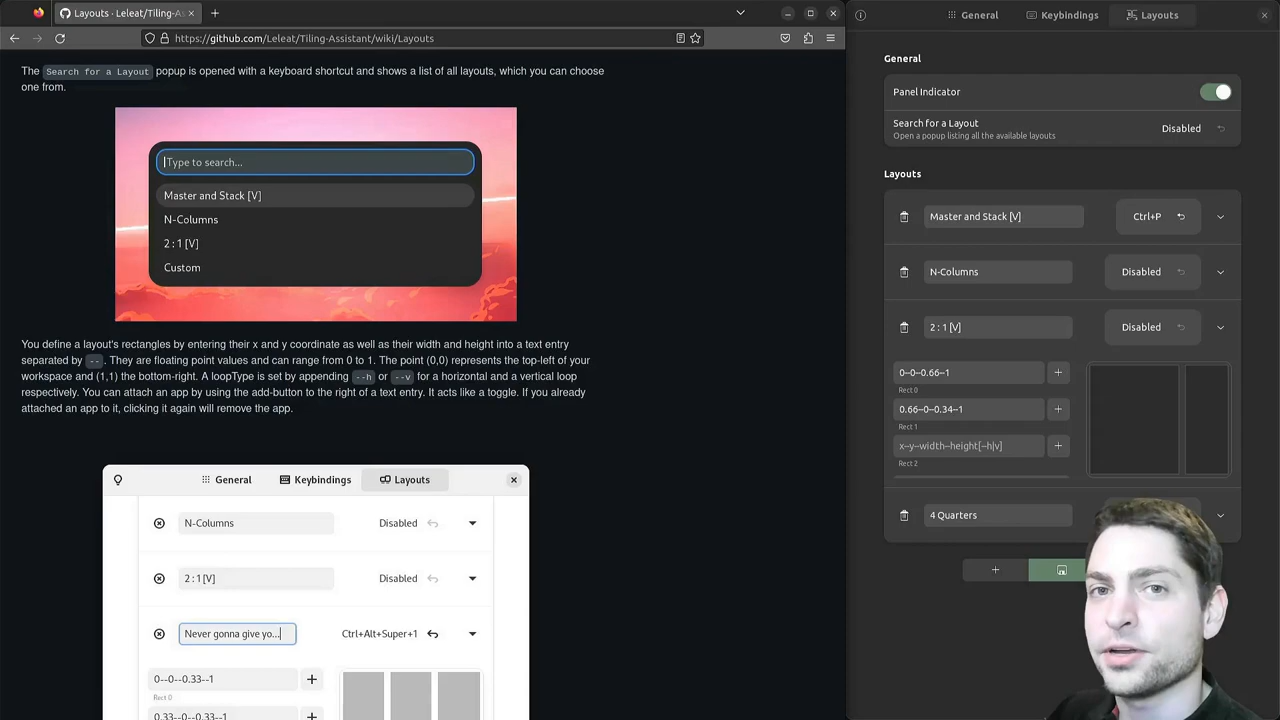 Layouts · Leleat/Tiling-As
https://github.com/Leleat/Tiling-Assistant/wiki/Layouts
The Search for a Layout popup is opened with a keyboard shortcut and shows a list of all layouts, which you can choose
one from.
Type to search...
Master and Stack [V]
N-Columns
2 : 1 [V]
Custom
You define a layout's rectangles by entering their x and y coordinate as well as their width and height into a text entry
separated by --. They are floating point values and can range from 0 to 1. The point (0,0) represents the top-left of your
workspace and (1,1) the bottom-right. A loopType is set by appending --h or --v for a horizontal and a vertical loop
respectively. You can attach an app by using the add-button to the right of a text entry. It acts like a toggle. If you already
attached an app to it, clicking it again will remove the app.
General
Keybindings
Layouts
N-Columns
Disabled
2 : 1 [V]
Disabled
Never gonna give yo...
Ctrl+Alt+Super+1
0--0--0.33--1
Rect 0
0.33--0--0.33--1
General
Keybindings
Layouts
General
Panel Indicator
Search for a Layout
Open a popup listing all the available layouts
Disabled
Layouts
Master and Stack [V]
Ctrl+P
N-Columns
Disabled
2 : 1 [V]
Disabled
0--0--0.66--1
Rect 0
0.66--0--0.34--1
Rect 1
x--y--width--height[--h|v]
Rect 2
4 Quarters